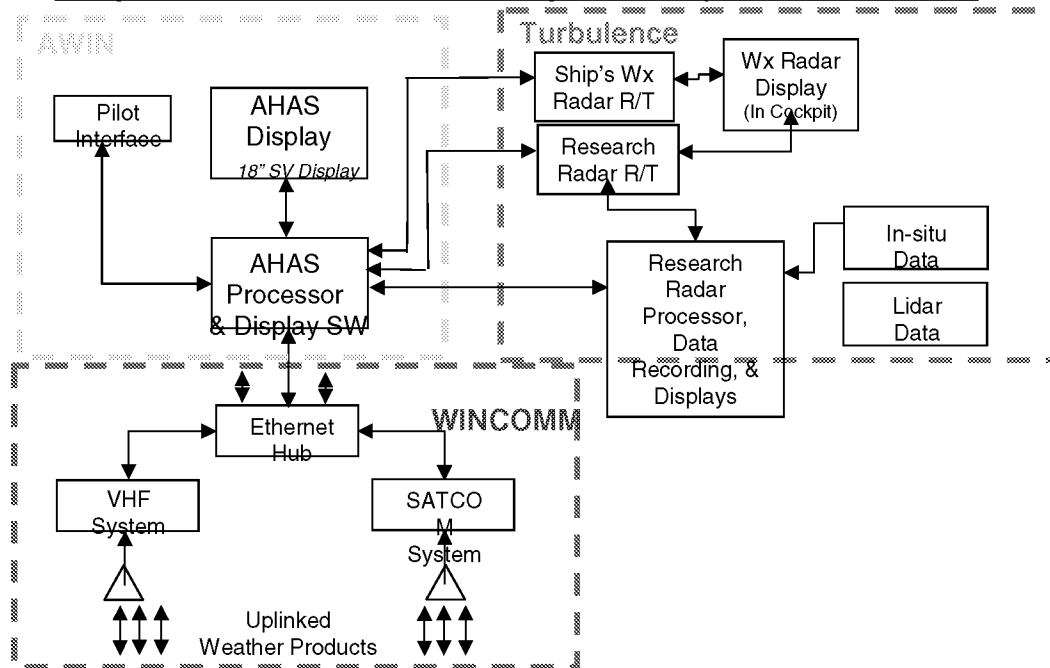 AWIN
Turbulence
Pilot
Interface
AHAS
Display
18" SV Display
Ship's Wx
Radar R/T
Wx Radar
Display
(In Cockpit)
Research
Radar R/T
AHAS
Processor
& Display SW
Research
Radar
Processor,
Data
Recording, &
Displays
In-situ
Data
Lidar
Data
WINCOMM
Ethernet
Hub
VHF
System
SATCO
M
System
Uplinked
Weather Products